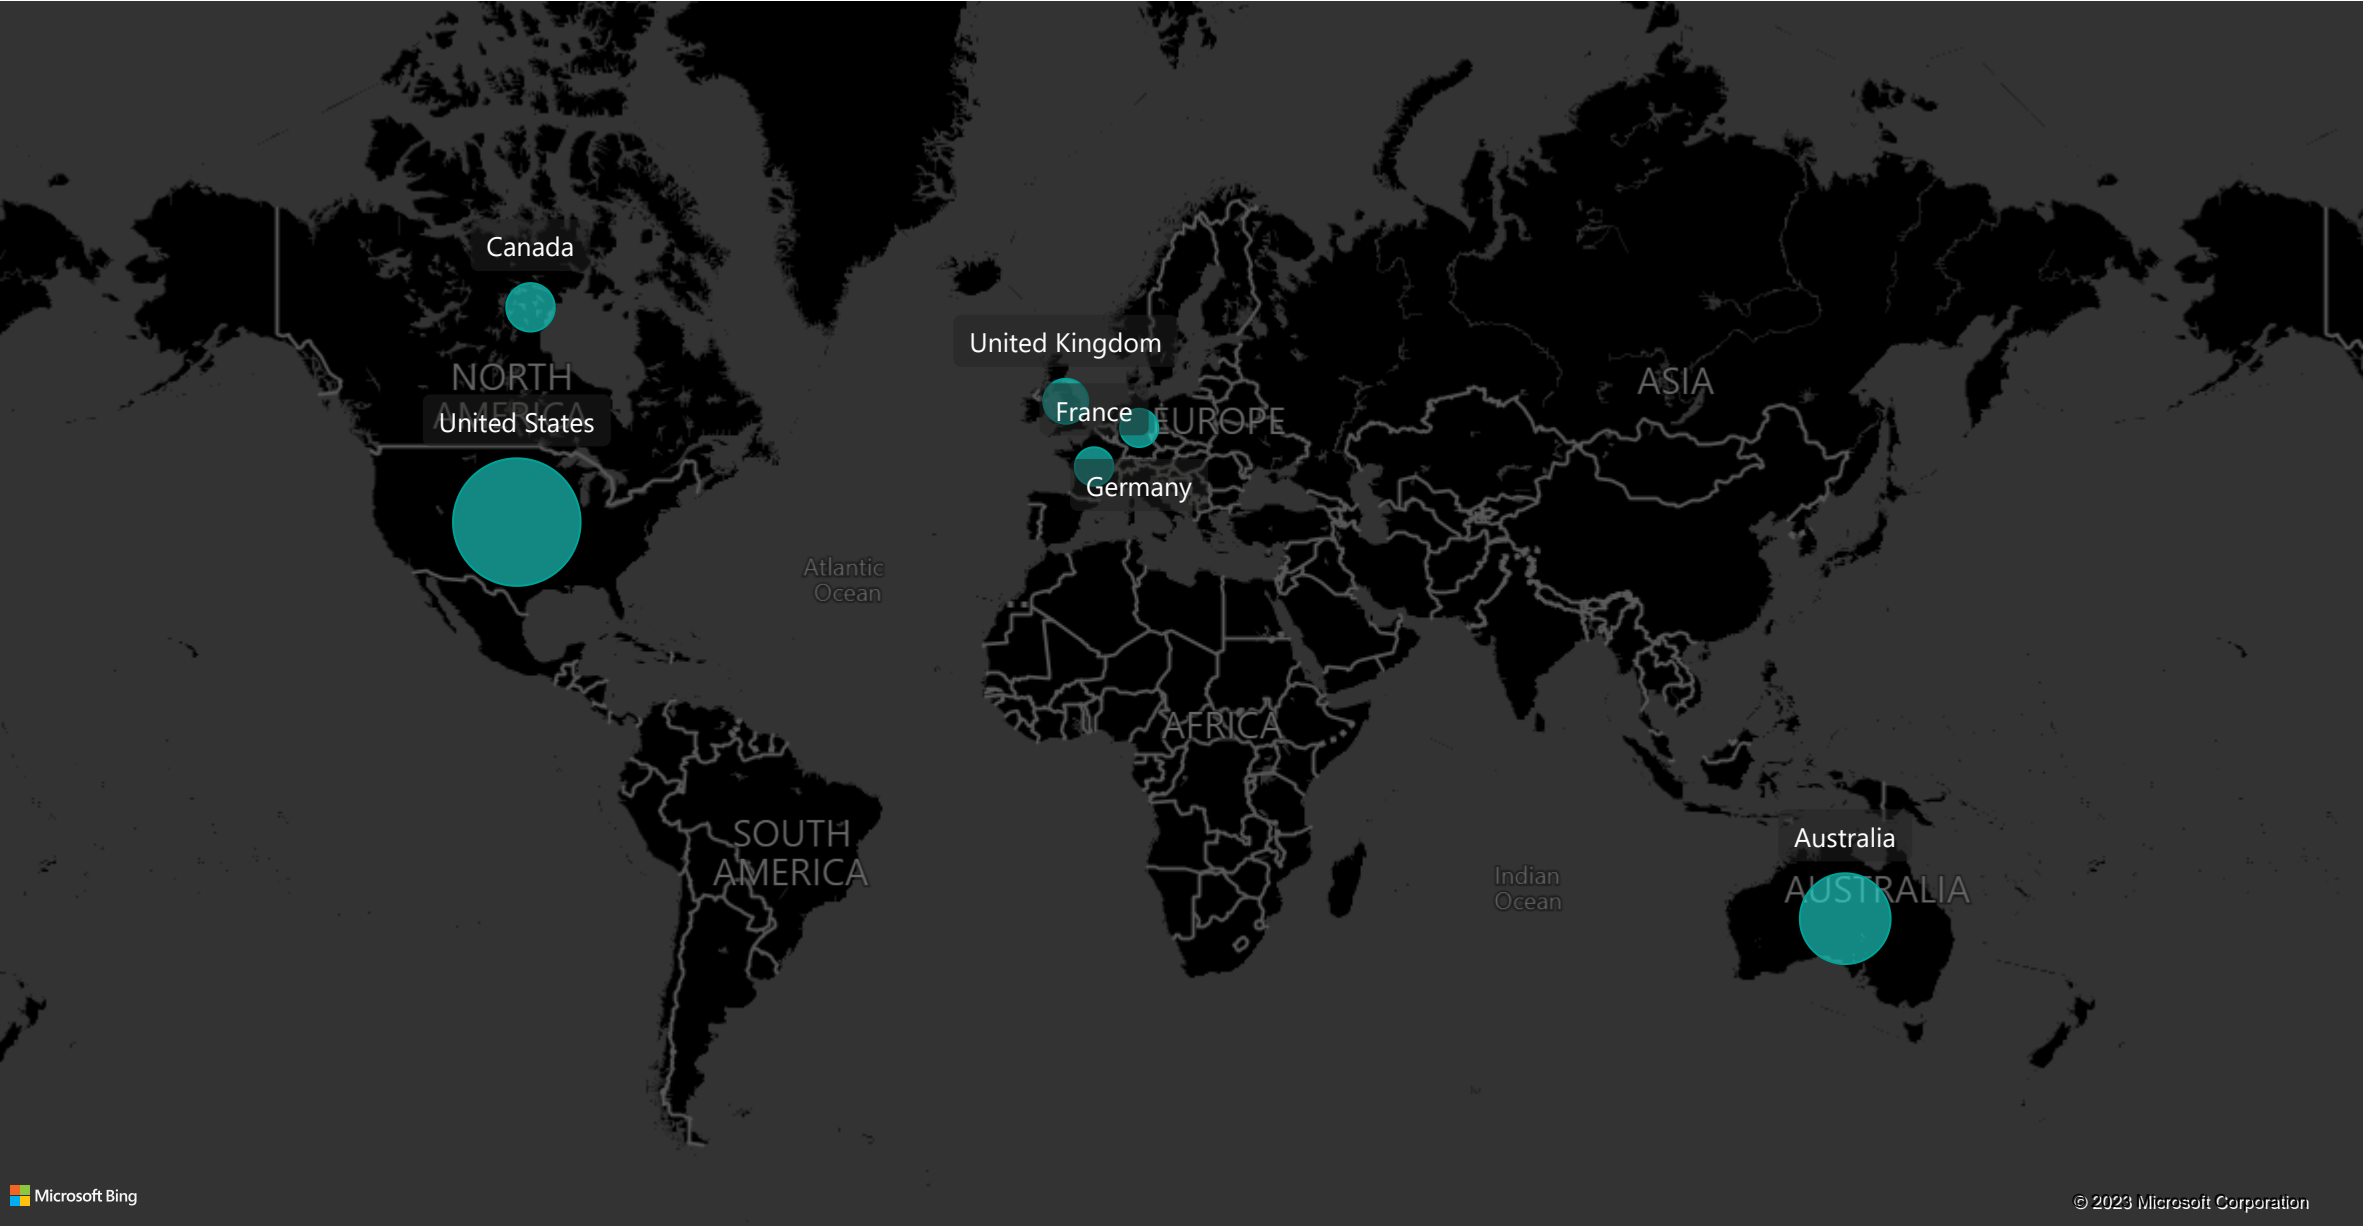 Canada
NORTH
AMERICA
United States
United Kingdom
France
EUROPE
Germany
ASIA
Atlantic
Ocean
AFRICA
SOUTH
AMERICA
Indian
Ocean
Australia
AUSTRALIA
Microsoft Bing
© 2023 Microsoft Corporation